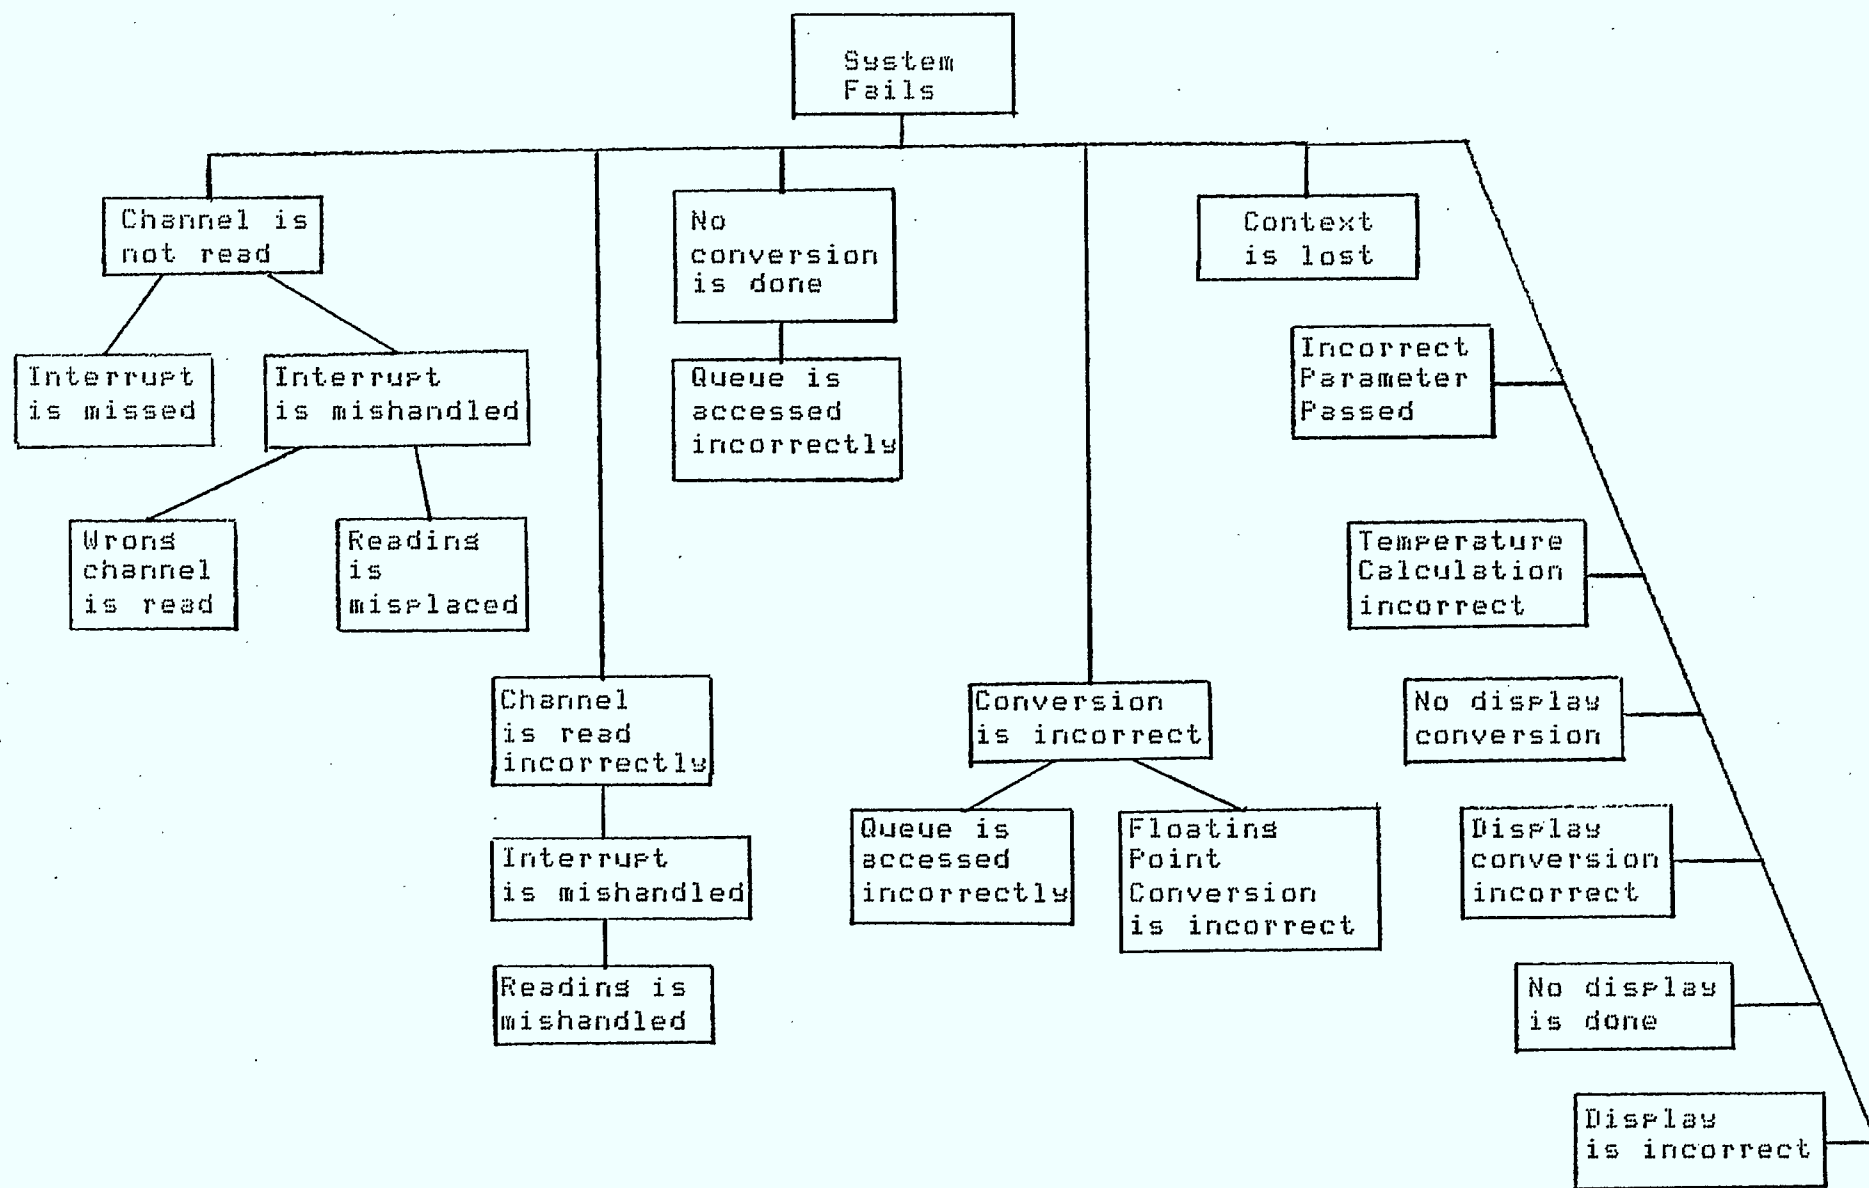 System
Fails
Channel is
not read
No
conversion
is done
Context
is lost
Interrupt
is missed
Interrupt
is mishandled
Queue is
accessed
incorrectly
Incorrect
Parameter
Passed
Wrong
channel
is read
Reading
is
misplaced
Temperature
Calculation
incorrect
Channel
is read
incorrectly
Conversion
is incorrect
No display
conversion
Interrupt
is mishandled
Queue is
accessed
incorrectly
Floating
Point
Conversion
is incorrect
Display
conversion
incorrect
Reading is
mishandled
No display
is done
Display
is incorrect